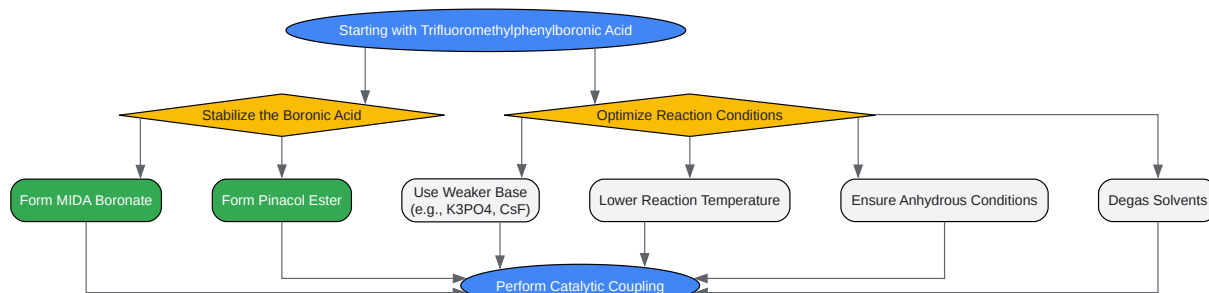 Starting with Trifluoromethylphenylboronic Acid
Stabilize the Boronic Acid
Optimize Reaction Conditions
Form MIDA Boronate
Form Pinacol Ester
Use Weaker Base
(e.g., K3PO4, CsF)
Lower Reaction Temperature
Ensure Anhydrous Conditions
Degas Solvents
Perform Catalytic Coupling